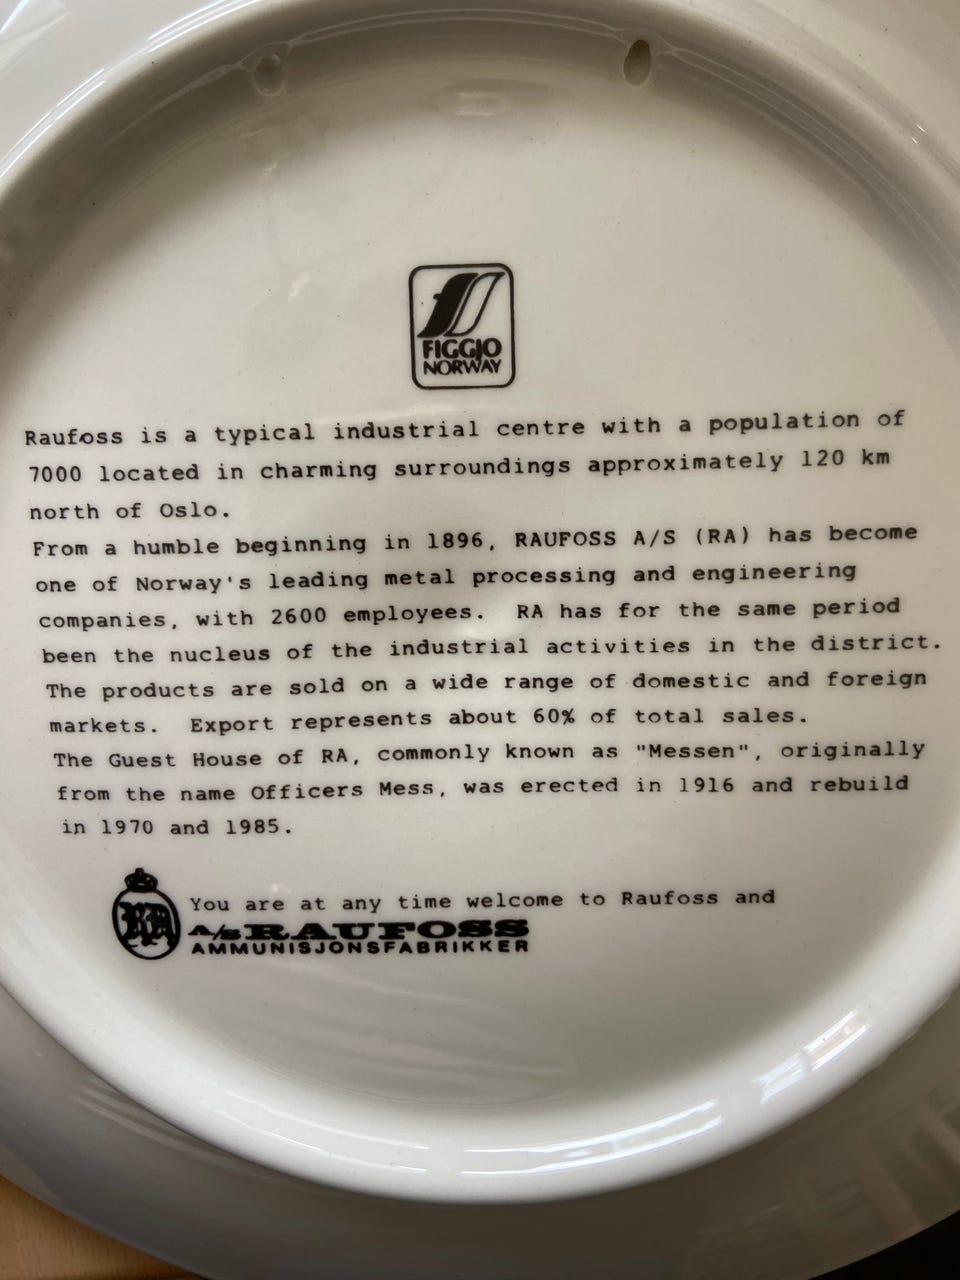 FIGGJO
NORWAY
Raufoss is a typical industrial centre with a population of
7000 located in charming surroundings approximately 120 km
north of Oslo.
From a humble beginning in 1896, RAUFOSS A/S (RA) has become
one of Norway's leading metal processing and engineering
companies, with 2600 employees. RA has for the same period
been the nucleus of the industrial activities in the district.
The products are sold on a wide range of domestic and foreign
markets. Export represents about 60% of total sales.
The Guest House of RA, commonly known as "Messen", originally
from the name Officers Mess, was erected in 1916 and rebuild
in 1970 and 1985.
You are at any time welcome to Raufoss and
RA A/S RAUFOSS
AMMUNISJONSFABRIKKER